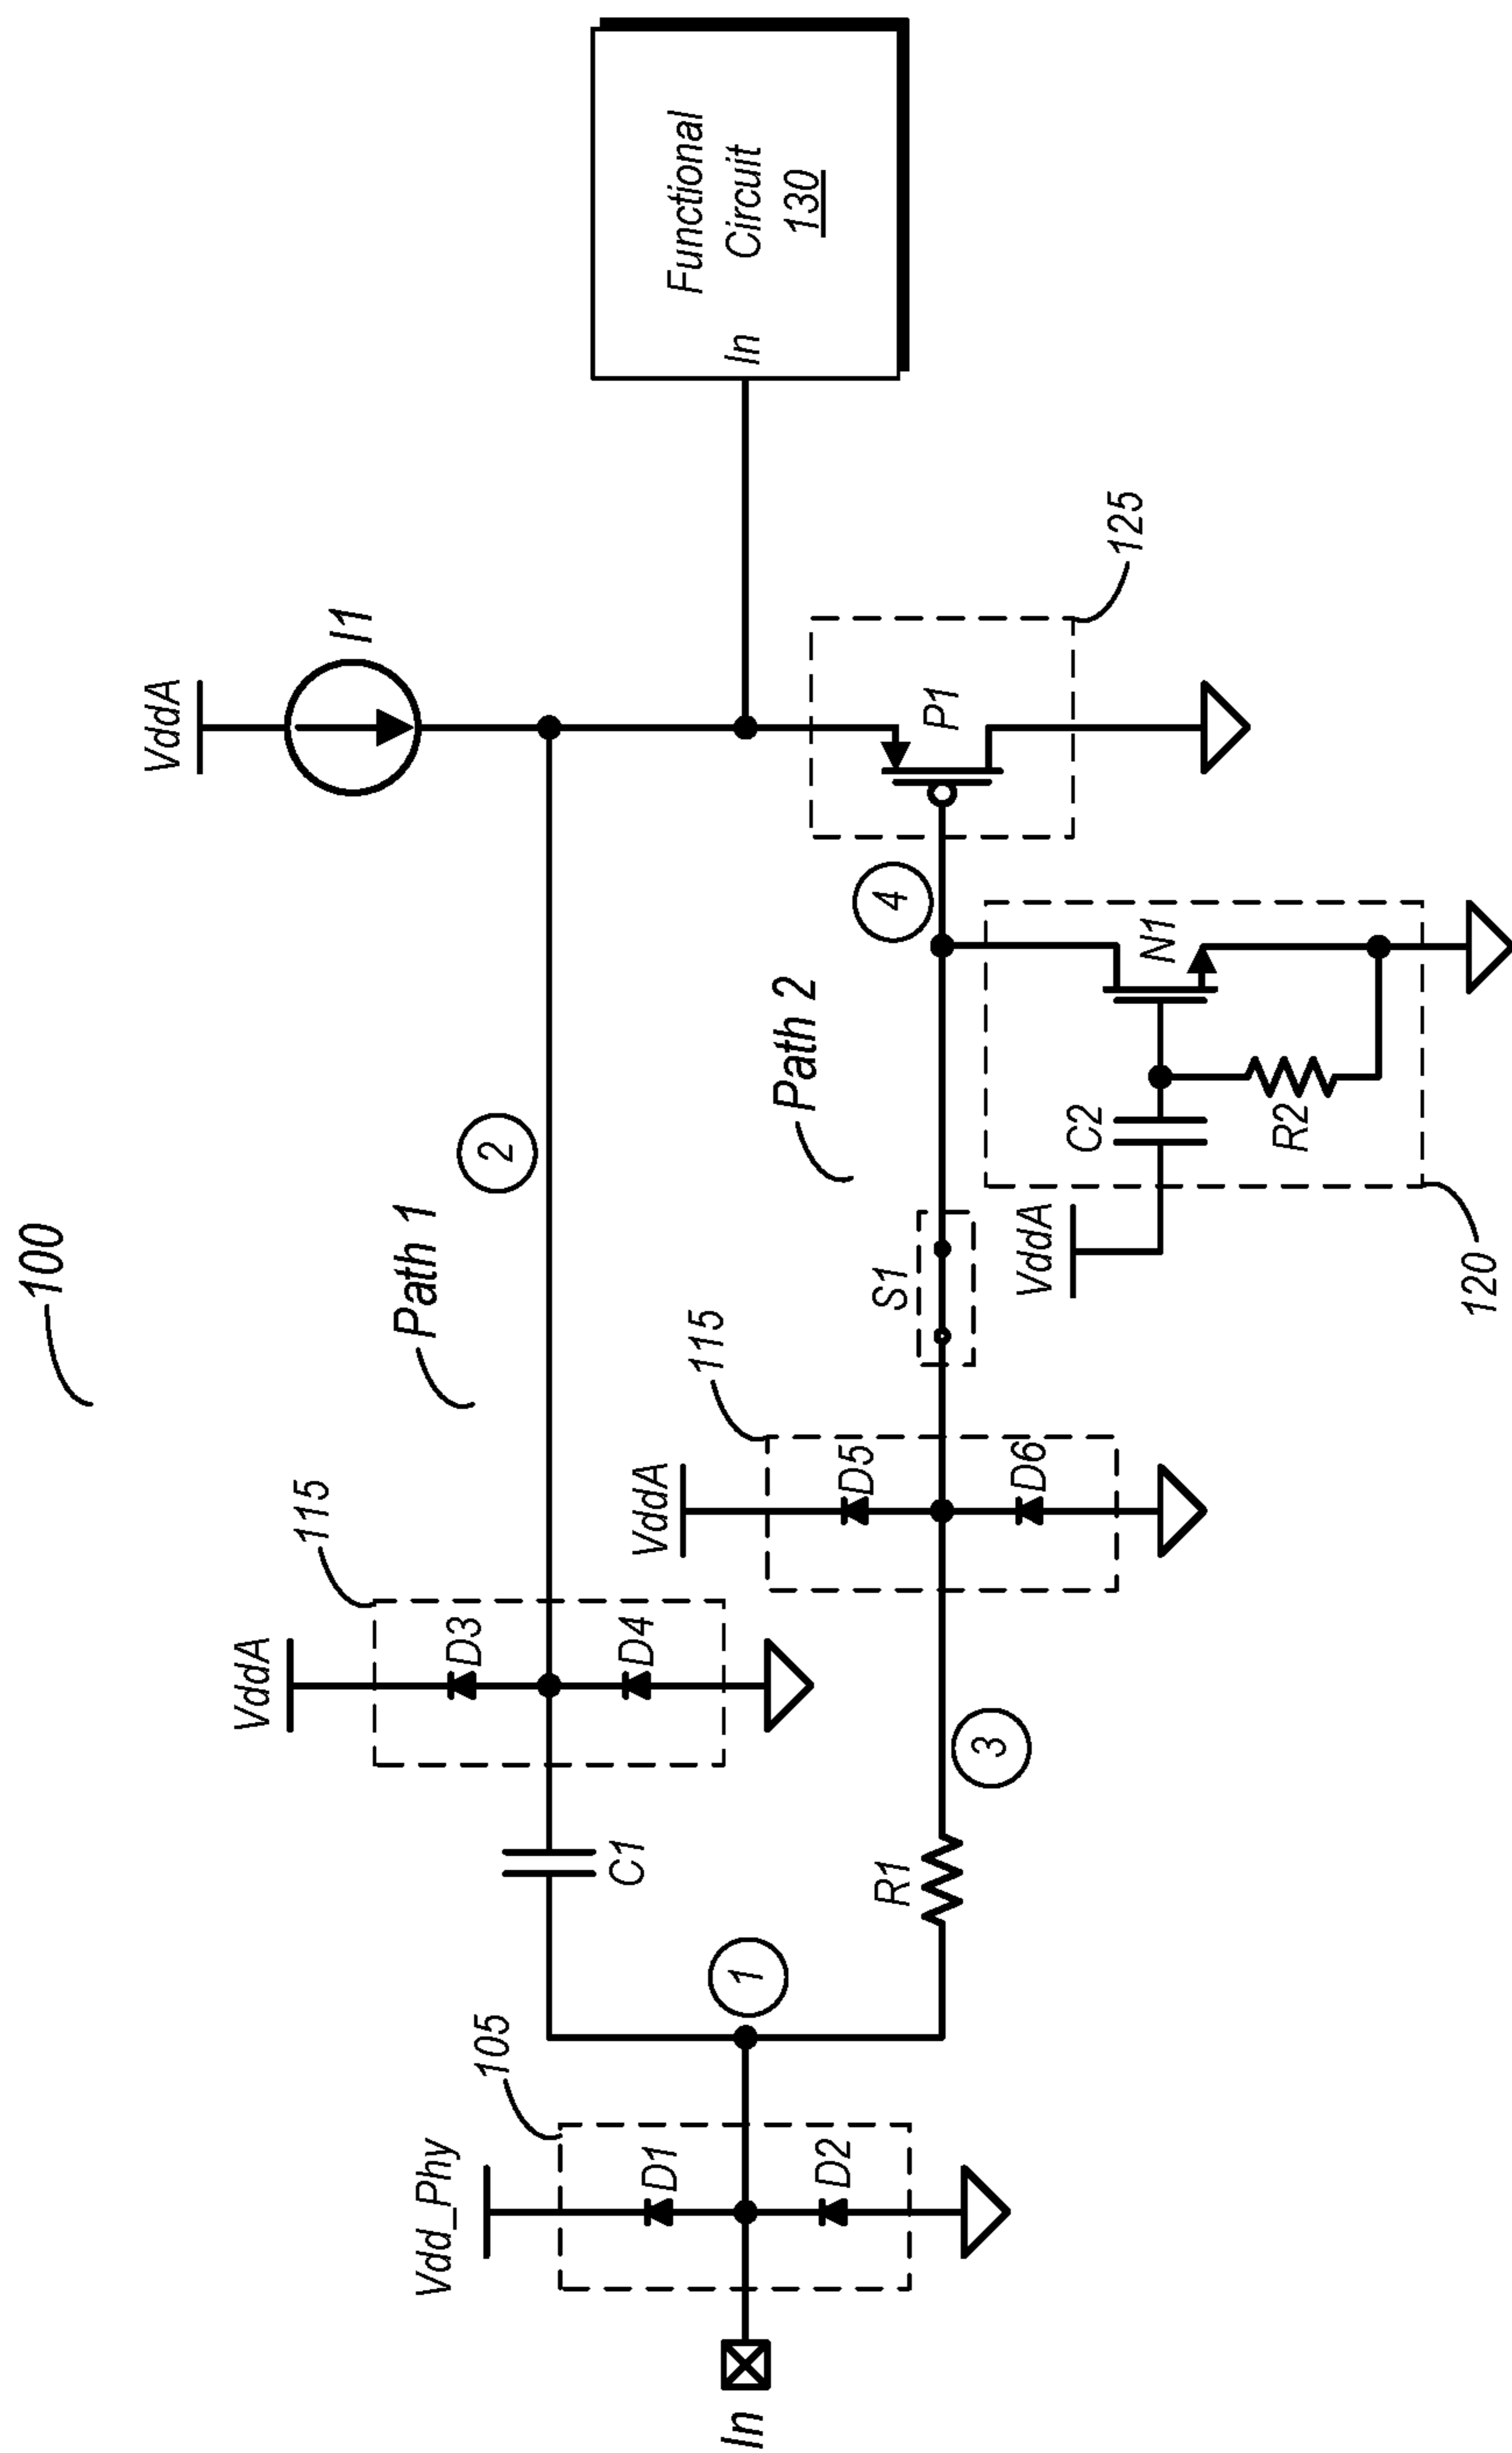 100
VddA
I1
Path 1
2
115
VddA
D3
D4
C1
Functional
Circuit
130
In
Path 2
4
P1
125
115
VddA
D5
D6
S1
VddA
C2
N1
R2
120
105
Vdd_Phy
D1
D2
1
R1
3
In